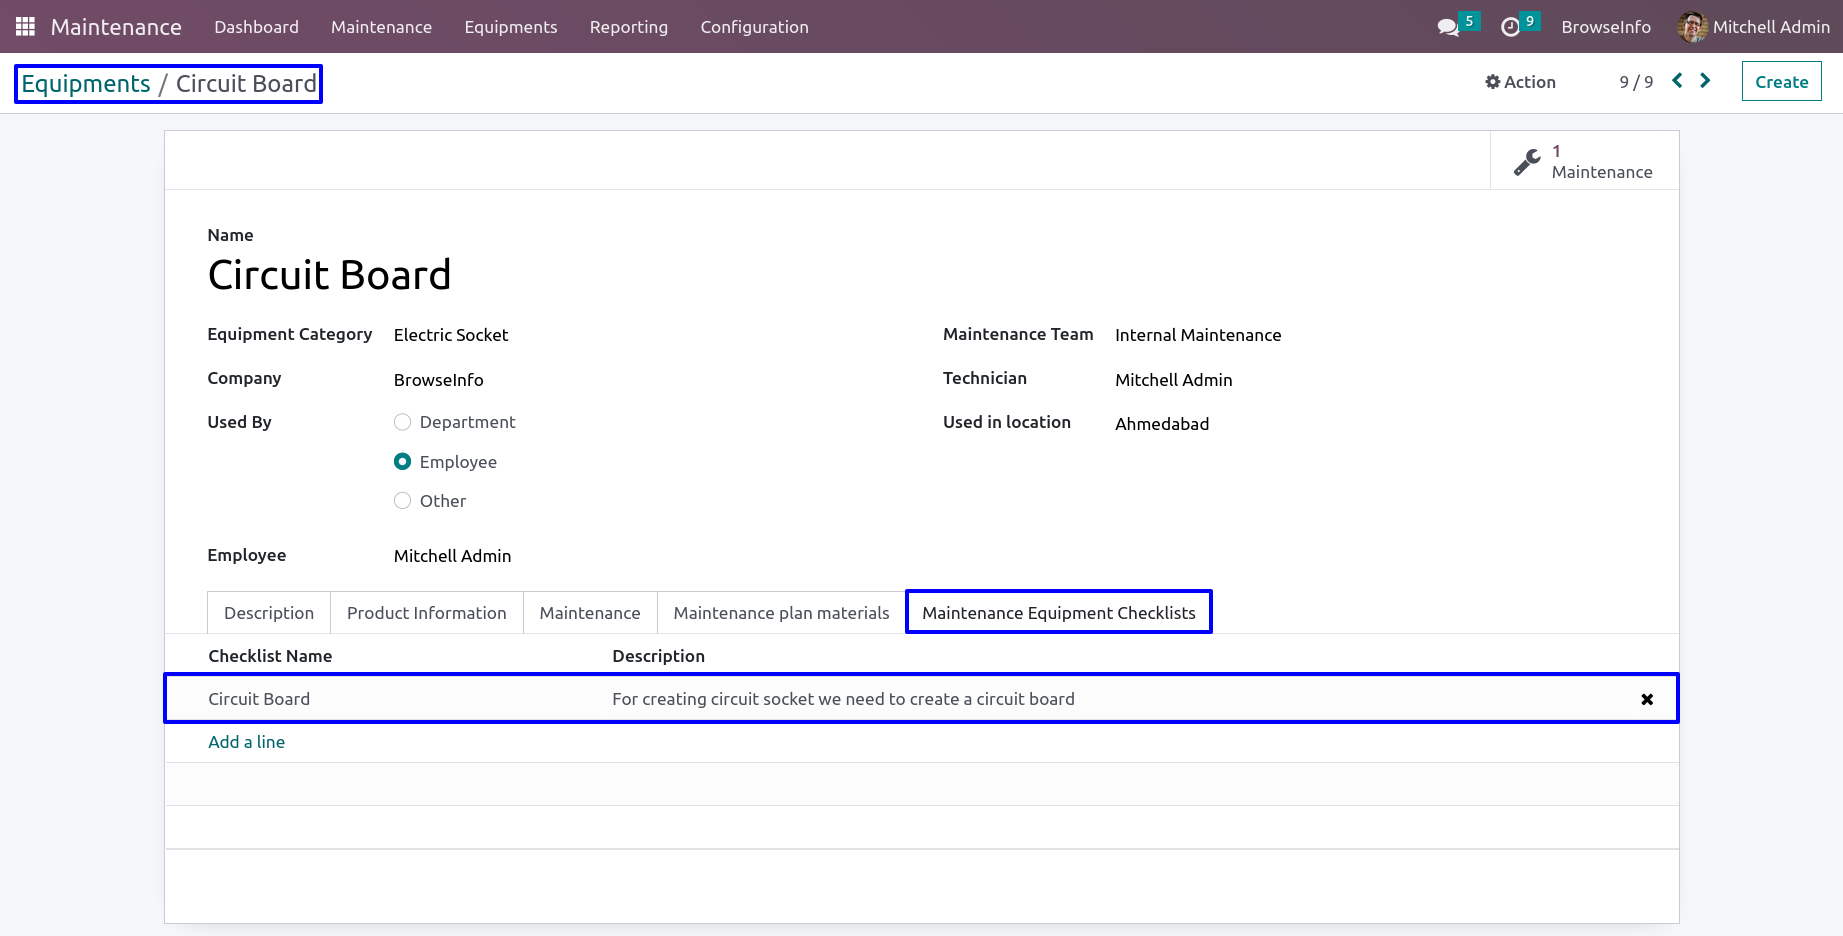 Maintenance Dashboard Maintenance Equipments Reporting Configuration 5 9 BrowseInfo Mitchell Admin
Equipments / Circuit Board Action 9 / 9 Create
1
Maintenance
Name
Circuit Board
Equipment Category Electric Socket Maintenance Team Internal Maintenance
Company BrowseInfo Technician Mitchell Admin
Used By Department Used in location Ahmedabad
Employee
Other
Employee Mitchell Admin
Description Product Information Maintenance Maintenance plan materials Maintenance Equipment Checklists
Checklist Name Description
Circuit Board For creating circuit socket we need to create a circuit board
Add a line